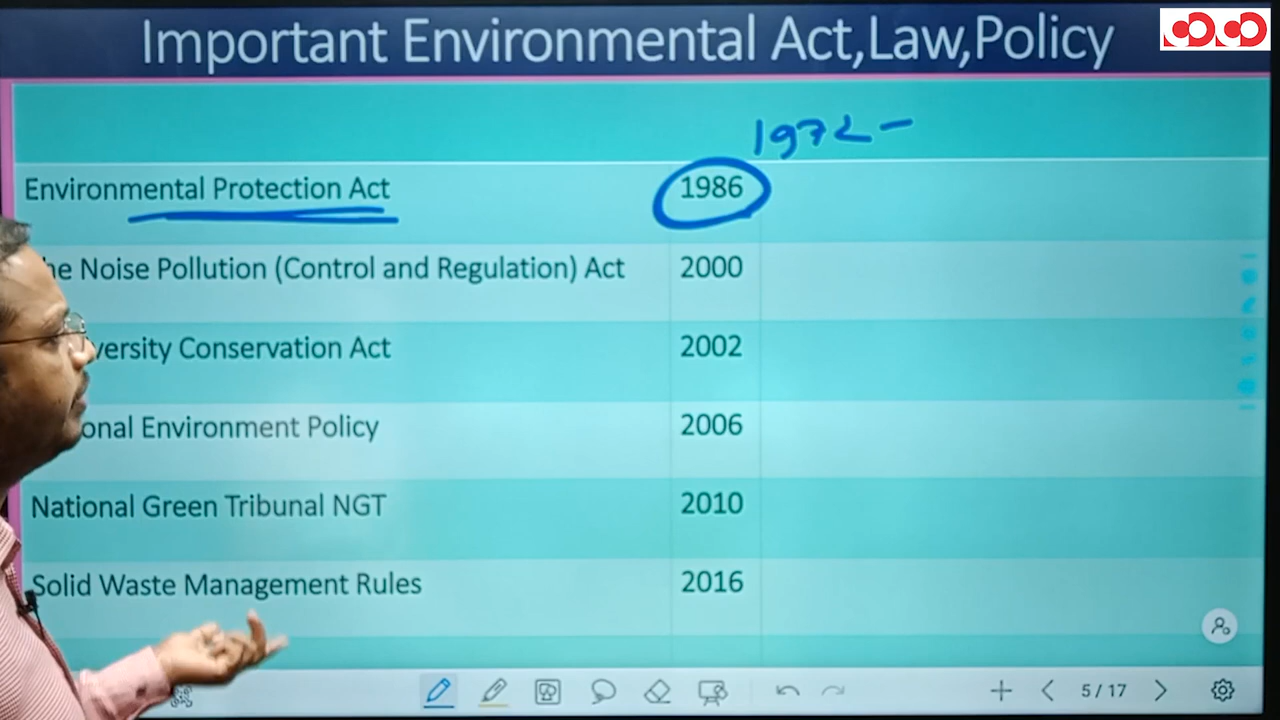 Important Environmental Act,Law,Policy
1972 -
Environmental Protection Act 1986
he Noise Pollution (Control and Regulation) Act 2000
versity Conservation Act 2002
onal Environment Policy 2006
National Green Tribunal NGT 2010
Solid Waste Management Rules 2016
5 / 17